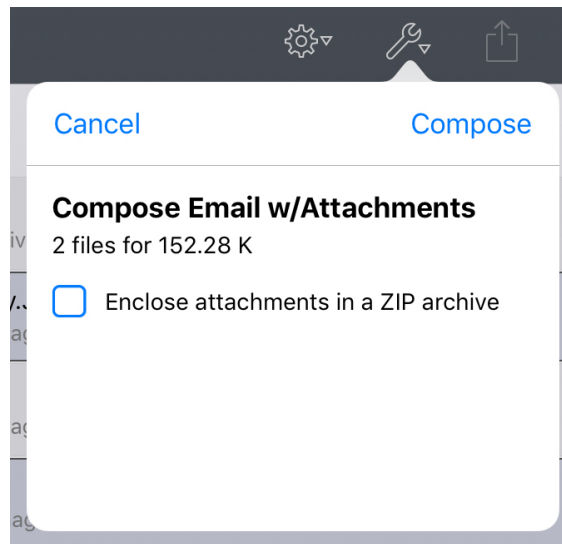 Cancel
Compose
Compose Email w/Attachments
2 files for 152.28 K
Enclose attachments in a ZIP archive